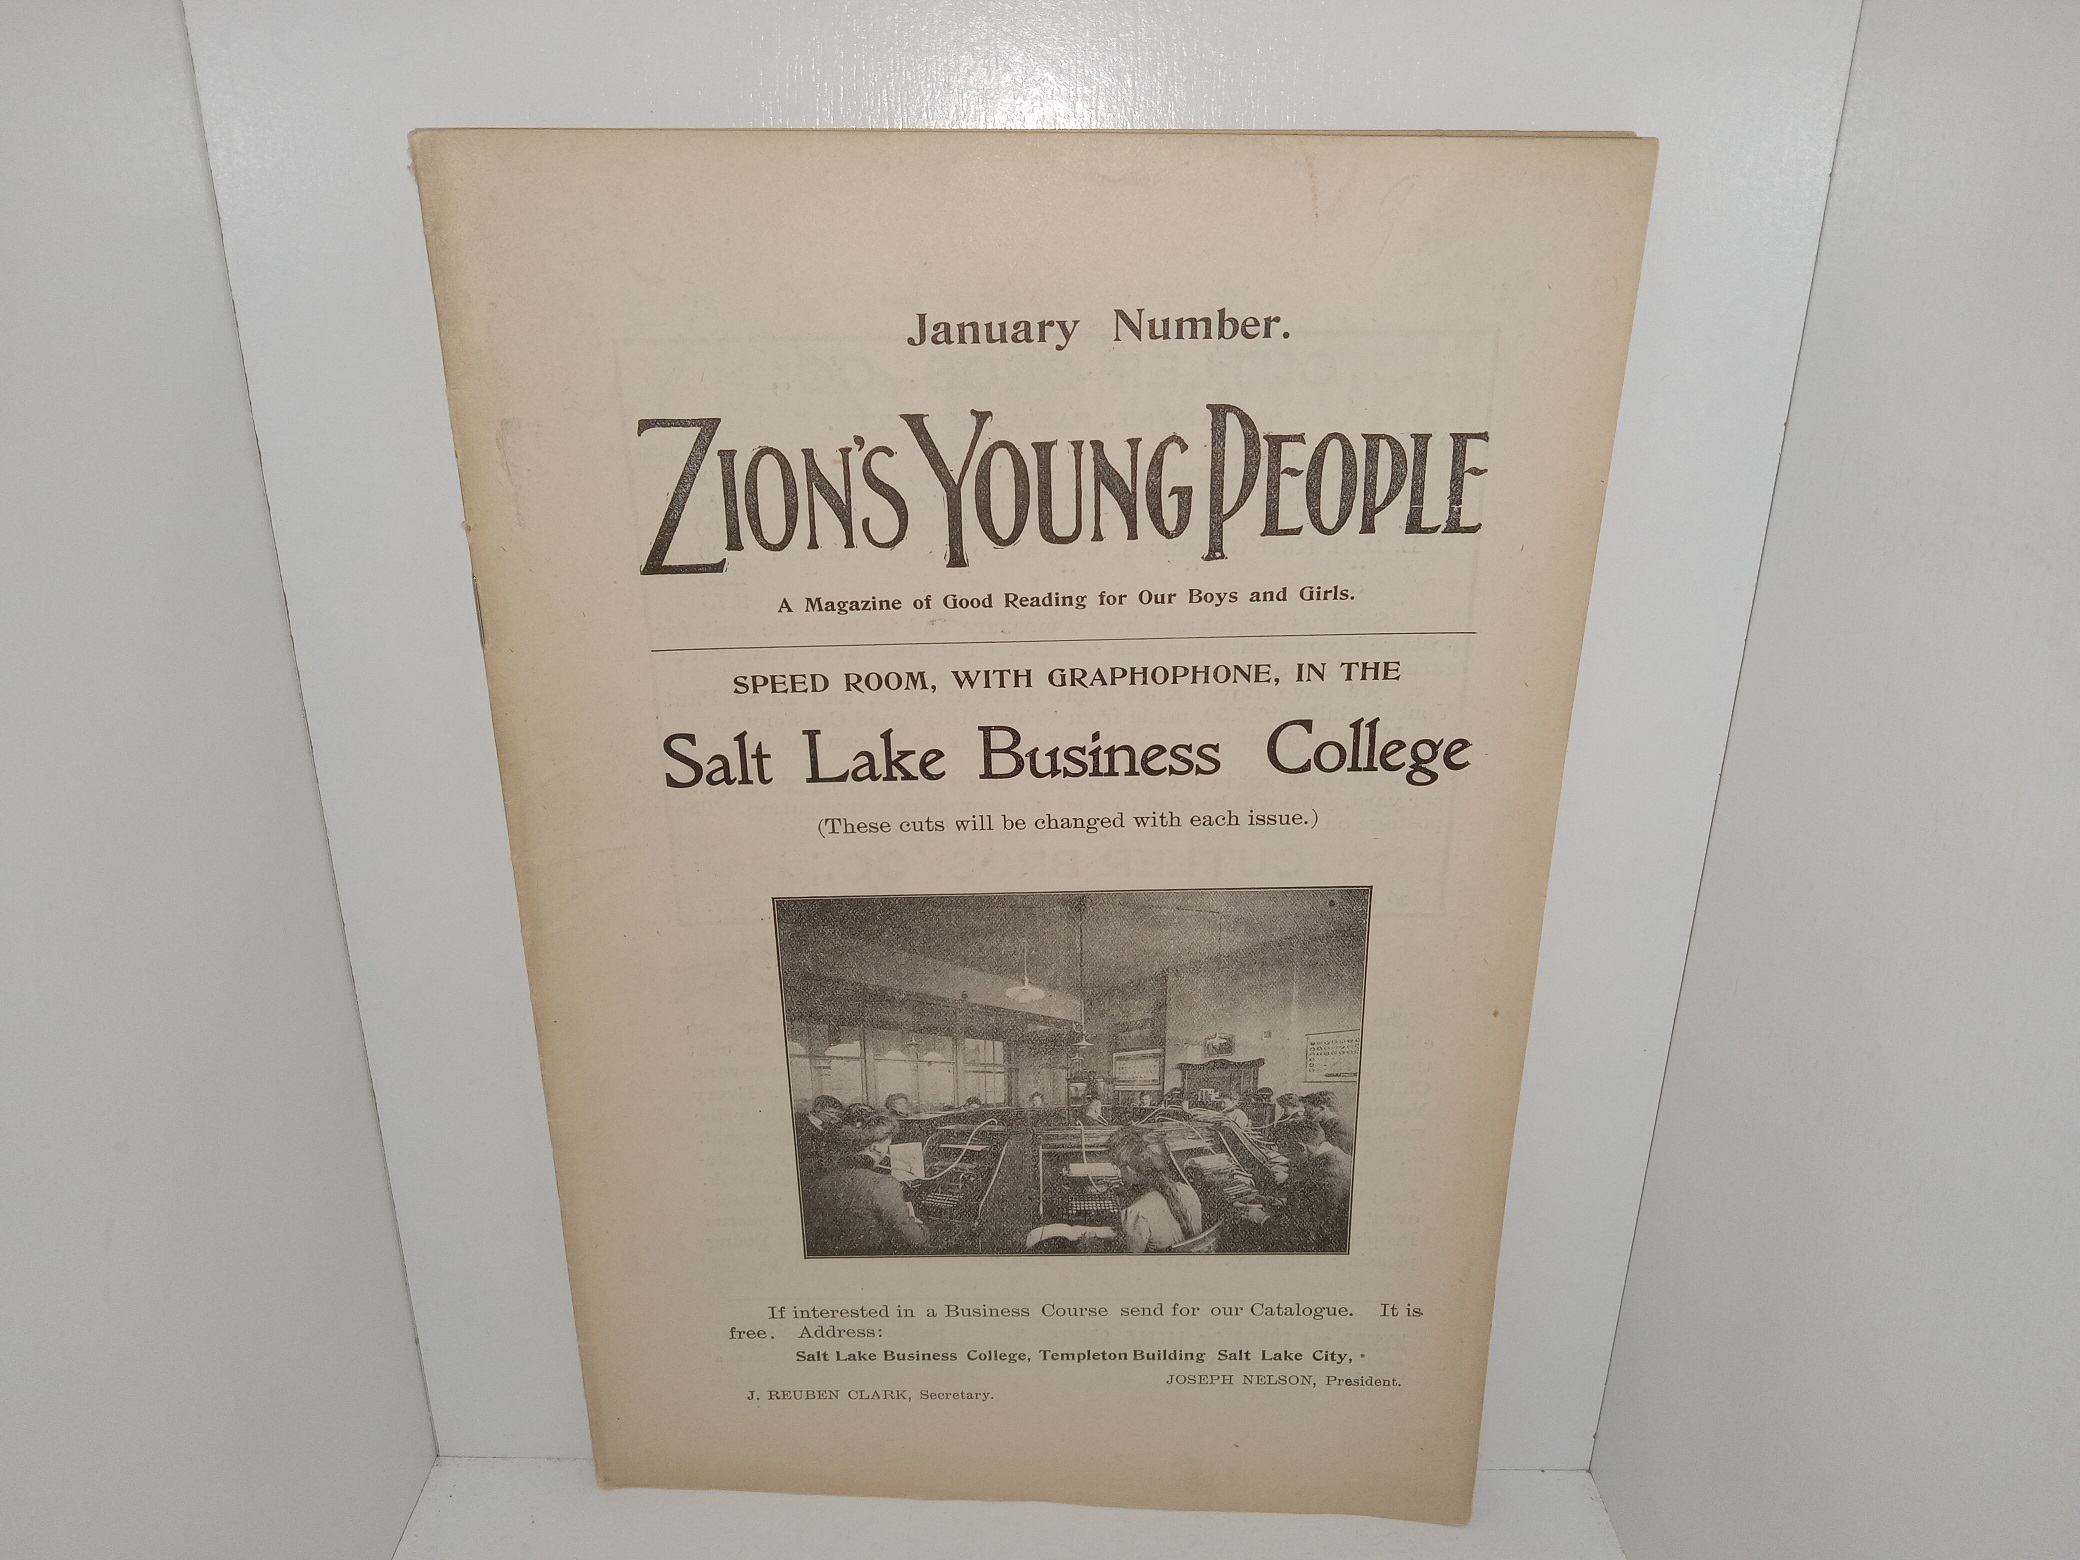 January Number.
ZION'S YOUNG PEOPLE
A Magazine of Good Reading for Our Boys and Girls.
SPEED ROOM, WITH GRAPHOPHONE, IN THE
Salt Lake Business College
(These cuts will be changed with each issue.)
If interested in a Business Course send for our Catalogue. It is
free. Address:
Salt Lake Business College, Templeton Building Salt Lake City,
JOSEPH NELSON, President.
J. REUBEN CLARK, Secretary.